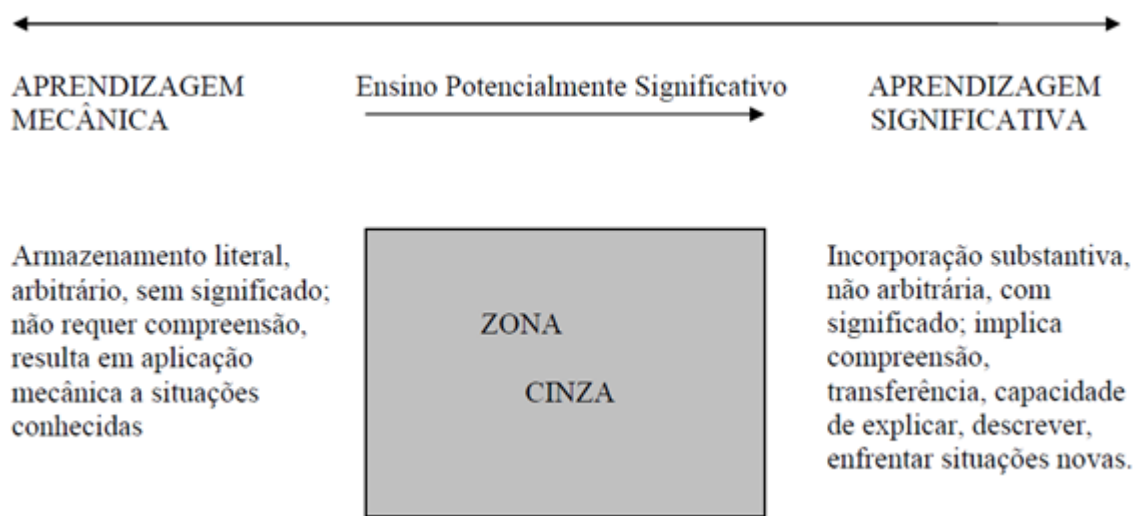 APRENDIZAGEM
MECÂNICA
Ensino Potencialmente Significativo
APRENDIZAGEM
SIGNIFICATIVA
Armazenamento literal,
arbitrário, sem significado;
não requer compreensão,
resulta em aplicação
mecânica a situações
conhecidas
ZONA
CINZA
Incorporação substantiva,
não arbitrária, com
significado; implica
compreensão,
transferência, capacidade
de explicar, descrever,
enfrentar situações novas.